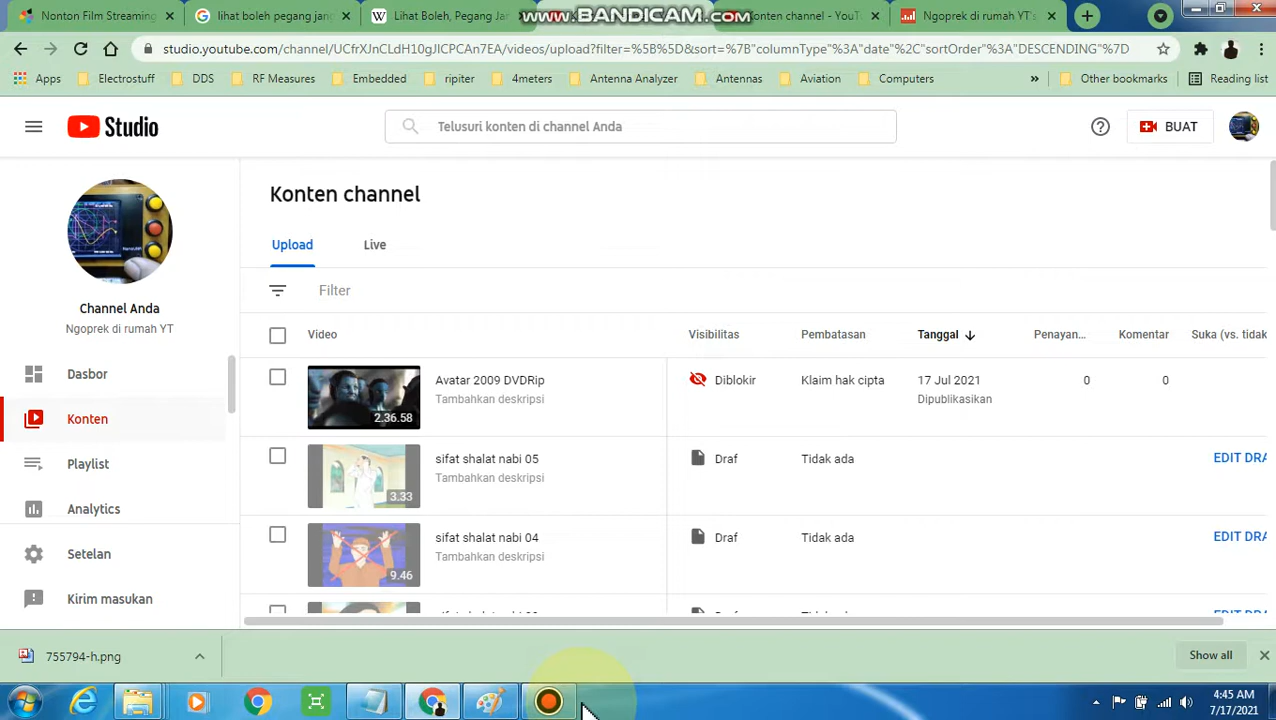 Nonton Film Streaming
lihat boleh pegang jang
Lihat Boleh, Pegang Ja
www.BANDICAM.com
Konten channel - YouTu
Ngoprek di rumah YT's
studio.youtube.com/channel/UCfrXJnCLdH10gJlCPCAn7EA/videos/upload?filter=%5B%5D&sort=%7B"columnType"%3A"date"%2C"sortOrder"%3A"DESCENDING"%7D
Apps
Electrostuff
DDS
RF Measures
Embedded
ripiter
4meters
Antenna Analyzer
Antennas
Aviation
Computers
»
Other bookmarks
Reading list
Studio
Telusuri konten di channel Anda
BUAT
Channel Anda
Ngoprek di rumah YT
Dasbor
Konten
Playlist
Analytics
Setelan
Kirim masukan
Konten channel
Upload
Live
Filter
Video
Visibilitas
Pembatasan
Tanggal
Penayan...
Komentar
Suka (vs. tidak
2.36.58
Avatar 2009 DVDRip
Tambahkan deskripsi
Diblokir
Klaim hak cipta
17 Jul 2021
Dipublikasikan
0
0
3.33
sifat shalat nabi 05
Tambahkan deskripsi
Draf
Tidak ada
EDIT DRA
9.46
sifat shalat nabi 04
Tambahkan deskripsi
Draf
Tidak ada
EDIT DRA
755794-h.png
Show all
4:45 AM
7/17/2021